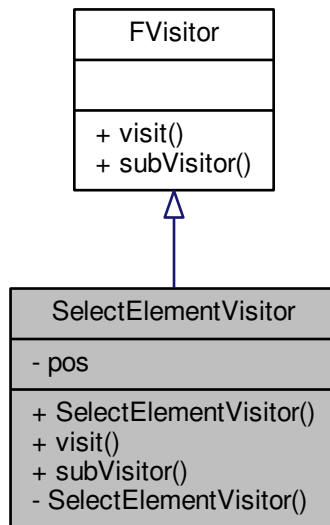 FVisitor
+ visit()
+ subVisitor()
SelectElementVisitor
- pos
+ SelectElementVisitor()
+ visit()
+ subVisitor()
- SelectElementVisitor()